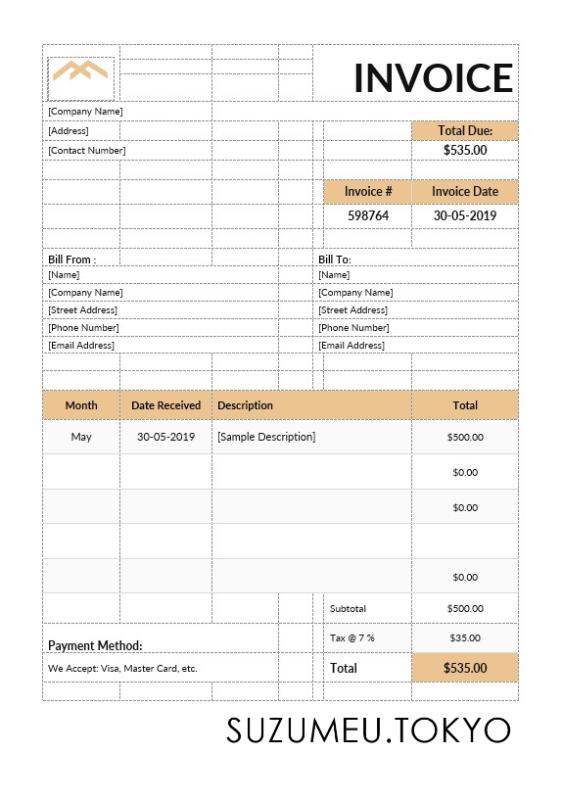 INVOICE
[Company Name]
[Address]
Total Due:
[Contact Number]
$535.00
Invoice # Invoice Date
598764 30-05-2019
Bill From : Bill To:
[Name] [Name]
[Company Name] [Company Name]
[Street Address] [Street Address]
[Phone Number] [Phone Number]
[Email Address] [Email Address]
Month Date Received Description Total
May 30-05-2019 [Sample Description] $500.00
$0.00
$0.00
$0.00
Subtotal $500.00
Tax @ 7 % $35.00
Payment Method:
We Accept: Visa, Master Card, etc. Total $535.00
SUZUMEU.TOKYO